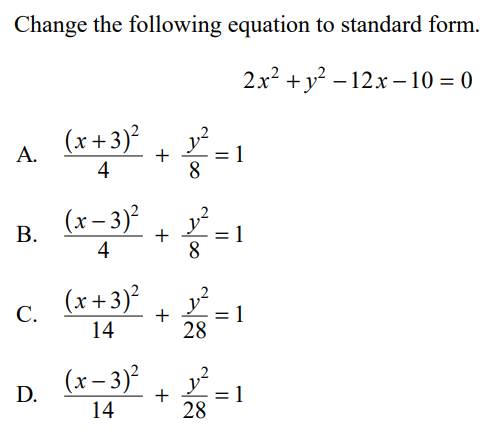 Change the following equation to standard form.
2x² + y² – 12x – 10 = 0
A. (x + 3)²/4 + y²/8 = 1
B. (x – 3)²/4 + y²/8 = 1
C. (x + 3)²/14 + y²/28 = 1
D. (x – 3)²/14 + y²/28 = 1